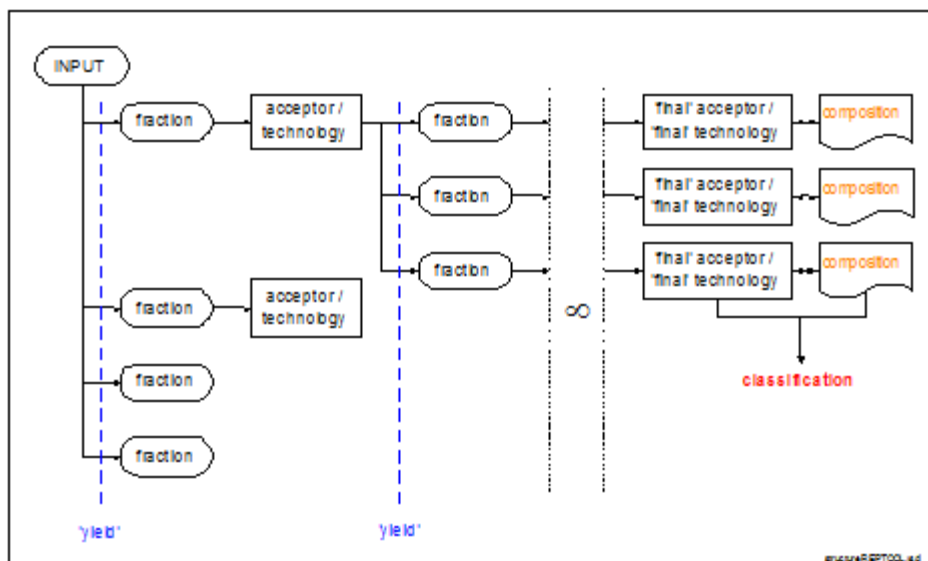 INPUT
fraction
acceptor /
technology
fraction
'final' acceptor /
'final' technology
composition
fraction
'final' acceptor /
'final' technology
composition
fraction
'final' acceptor /
'final' technology
composition
fraction
acceptor /
technology
∞
fraction
classification
fraction
'yield'
'yield'